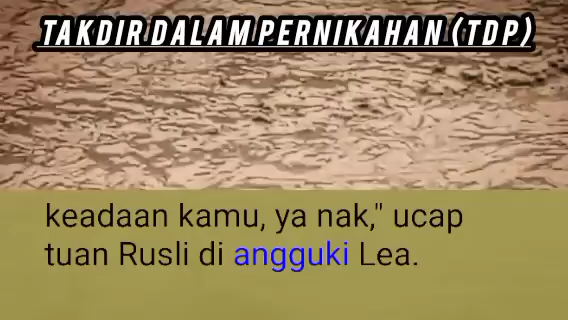 TAKDIR DALAM PERNIKAHAN (TDP)
keadaan kamu, ya nak," ucap
tuan Rusli di angguki Lea.